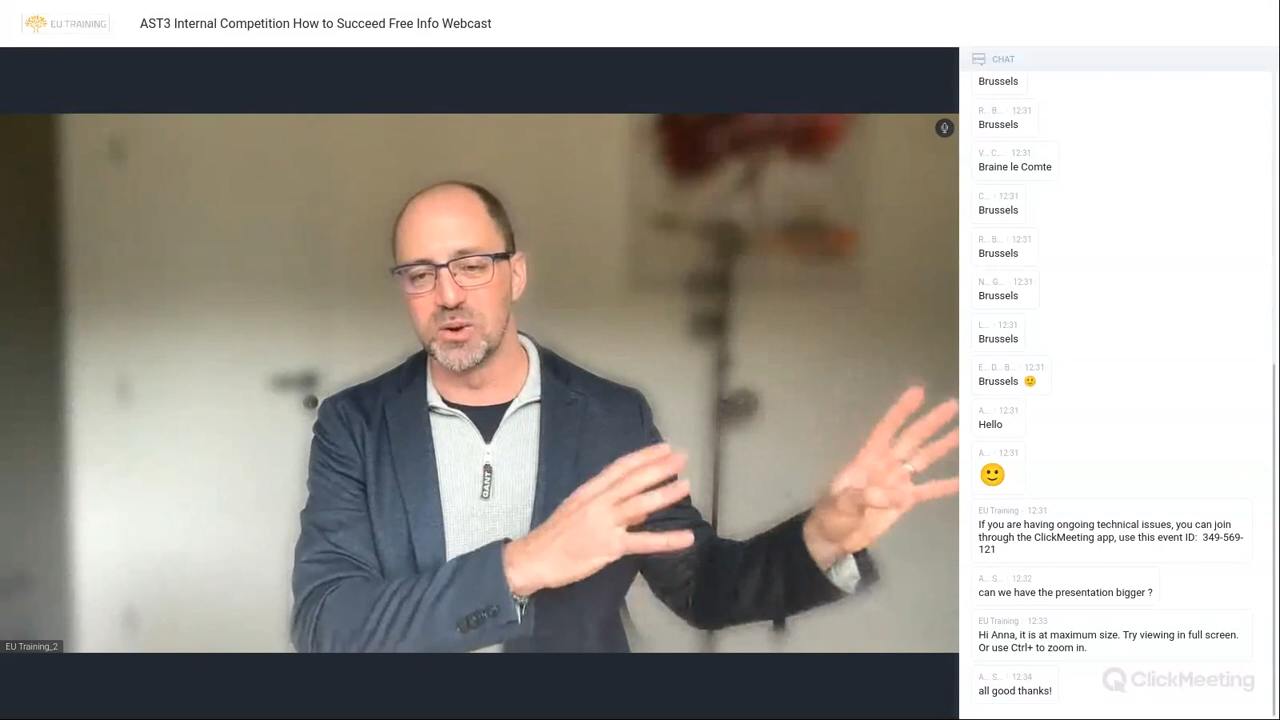 EU TRAINING
AST3 Internal Competition How to Succeed Free Info Webcast
CHAT
Brussels
R... B... · 12:31
Brussels
V... C... · 12:31
Braine le Comte
C... · 12:31
Brussels
R... B... · 12:31
Brussels
N... G... · 12:31
Brussels
L... · 12:31
Brussels
E... D... B... · 12:31
Brussels 🙂
A... · 12:31
Hello
A... · 12:31
🙂
EU Training · 12:31
If you are having ongoing technical issues, you can join
through the ClickMeeting app, use this event ID: 349-569-
121
A... S... · 12:32
can we have the presentation bigger ?
EU Training · 12:33
Hi Anna, it is at maximum size. Try viewing in full screen.
Or use Ctrl+ to zoom in.
A... S... · 12:34
all good thanks!
ClickMeeting
GANT
EU Training_2